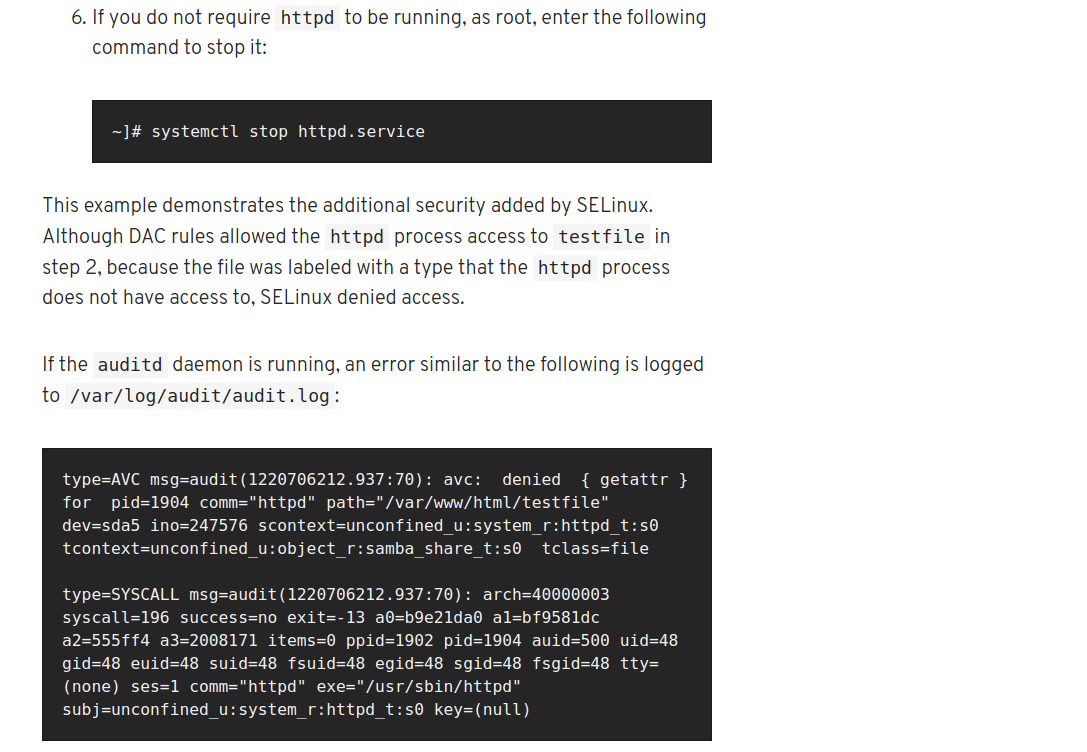 6. If you do not require httpd to be running, as root, enter the following
command to stop it:
~]# systemctl stop httpd.service
This example demonstrates the additional security added by SELinux.
Although DAC rules allowed the httpd process access to testfile in
step 2, because the file was labeled with a type that the httpd process
does not have access to, SELinux denied access.
If the auditd daemon is running, an error similar to the following is logged
to /var/log/audit/audit.log:
type=AVC msg=audit(1220706212.937:70): avc:  denied  { getattr }
for  pid=1904 comm="httpd" path="/var/www/html/testfile"
dev=sda5 ino=247576 scontext=unconfined_u:system_r:httpd_t:s0
tcontext=unconfined_u:object_r:samba_share_t:s0  tclass=file
type=SYSCALL msg=audit(1220706212.937:70): arch=40000003
syscall=196 success=no exit=-13 a0=b9e21da0 a1=bf9581dc
a2=555ff4 a3=2008171 items=0 ppid=1902 pid=1904 auid=500 uid=48
gid=48 euid=48 suid=48 fsuid=48 egid=48 sgid=48 fsgid=48 tty=
(none) ses=1 comm="httpd" exe="/usr/sbin/httpd"
subj=unconfined_u:system_r:httpd_t:s0 key=(null)